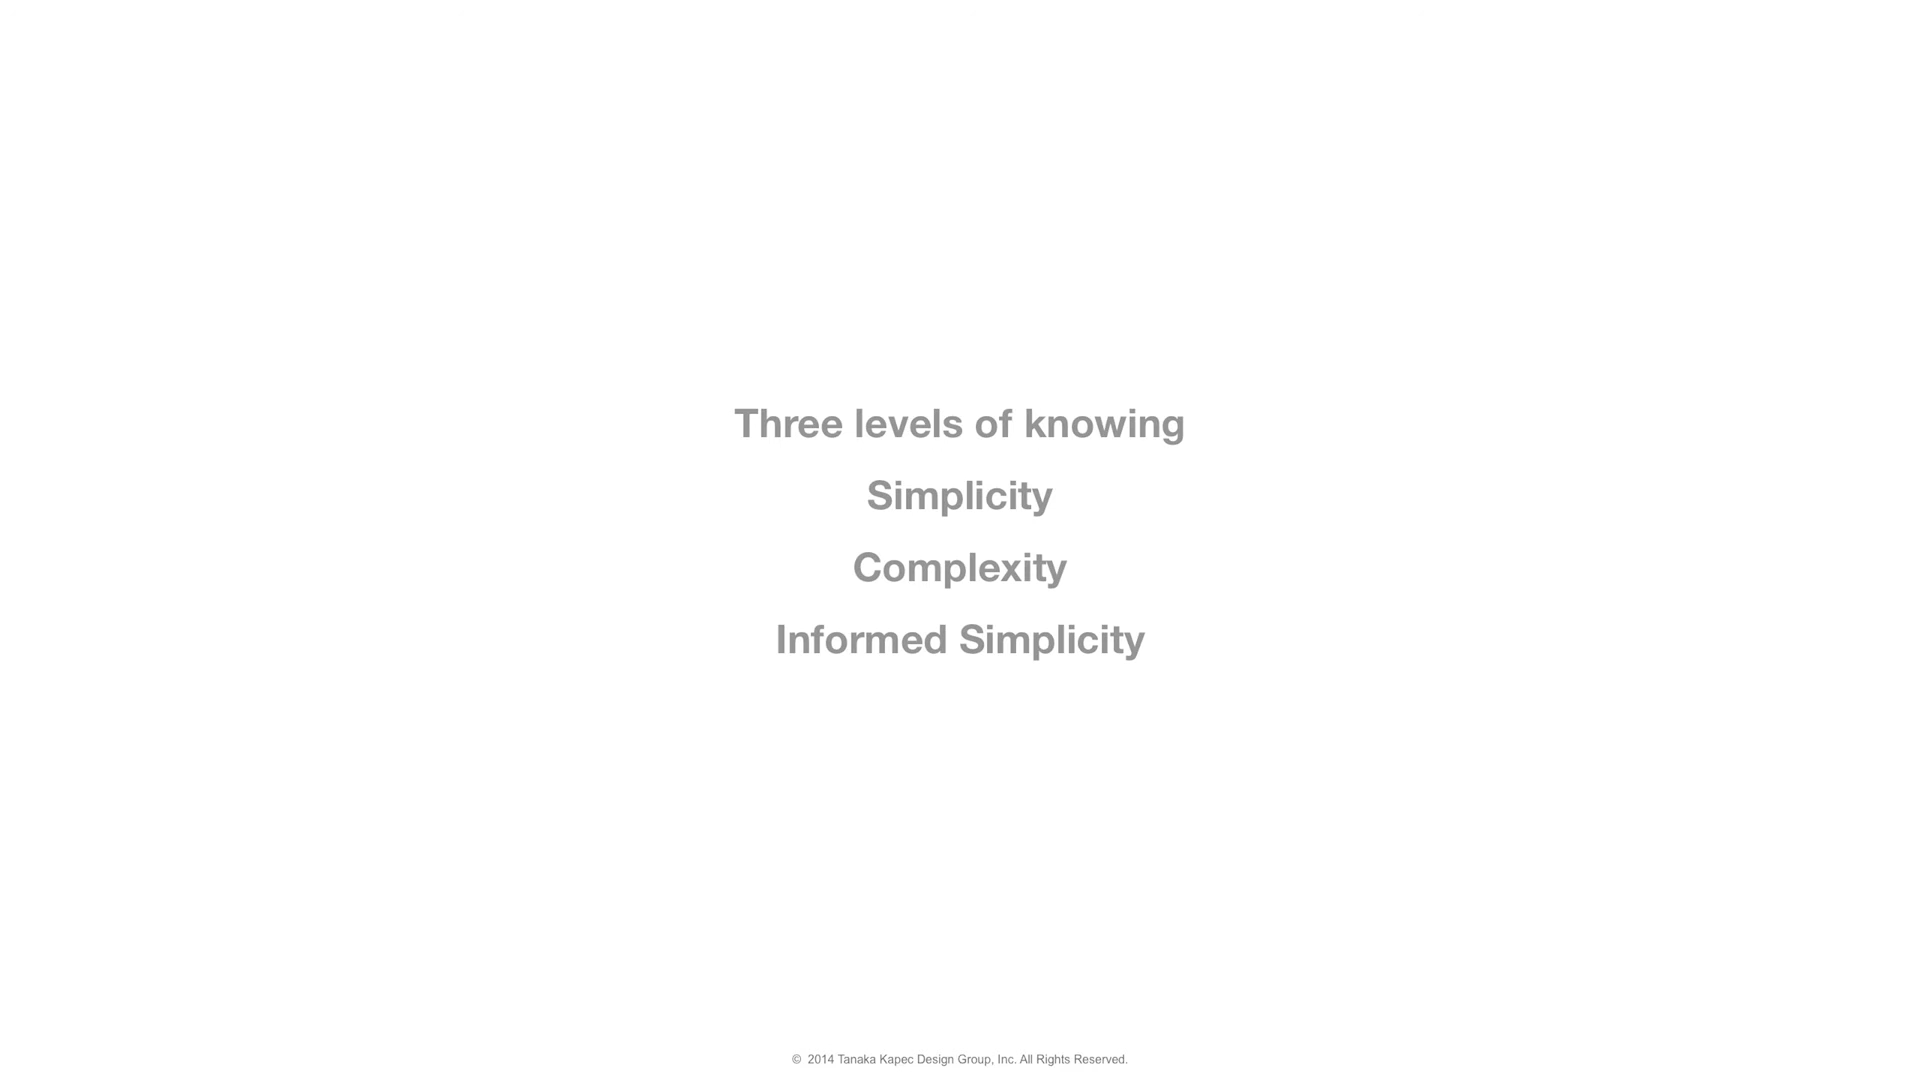 Three levels of knowing
Simplicity
Complexity
Informed Simplicity
© 2014 Tanaka Kapec Design Group, Inc. All Rights Reserved.